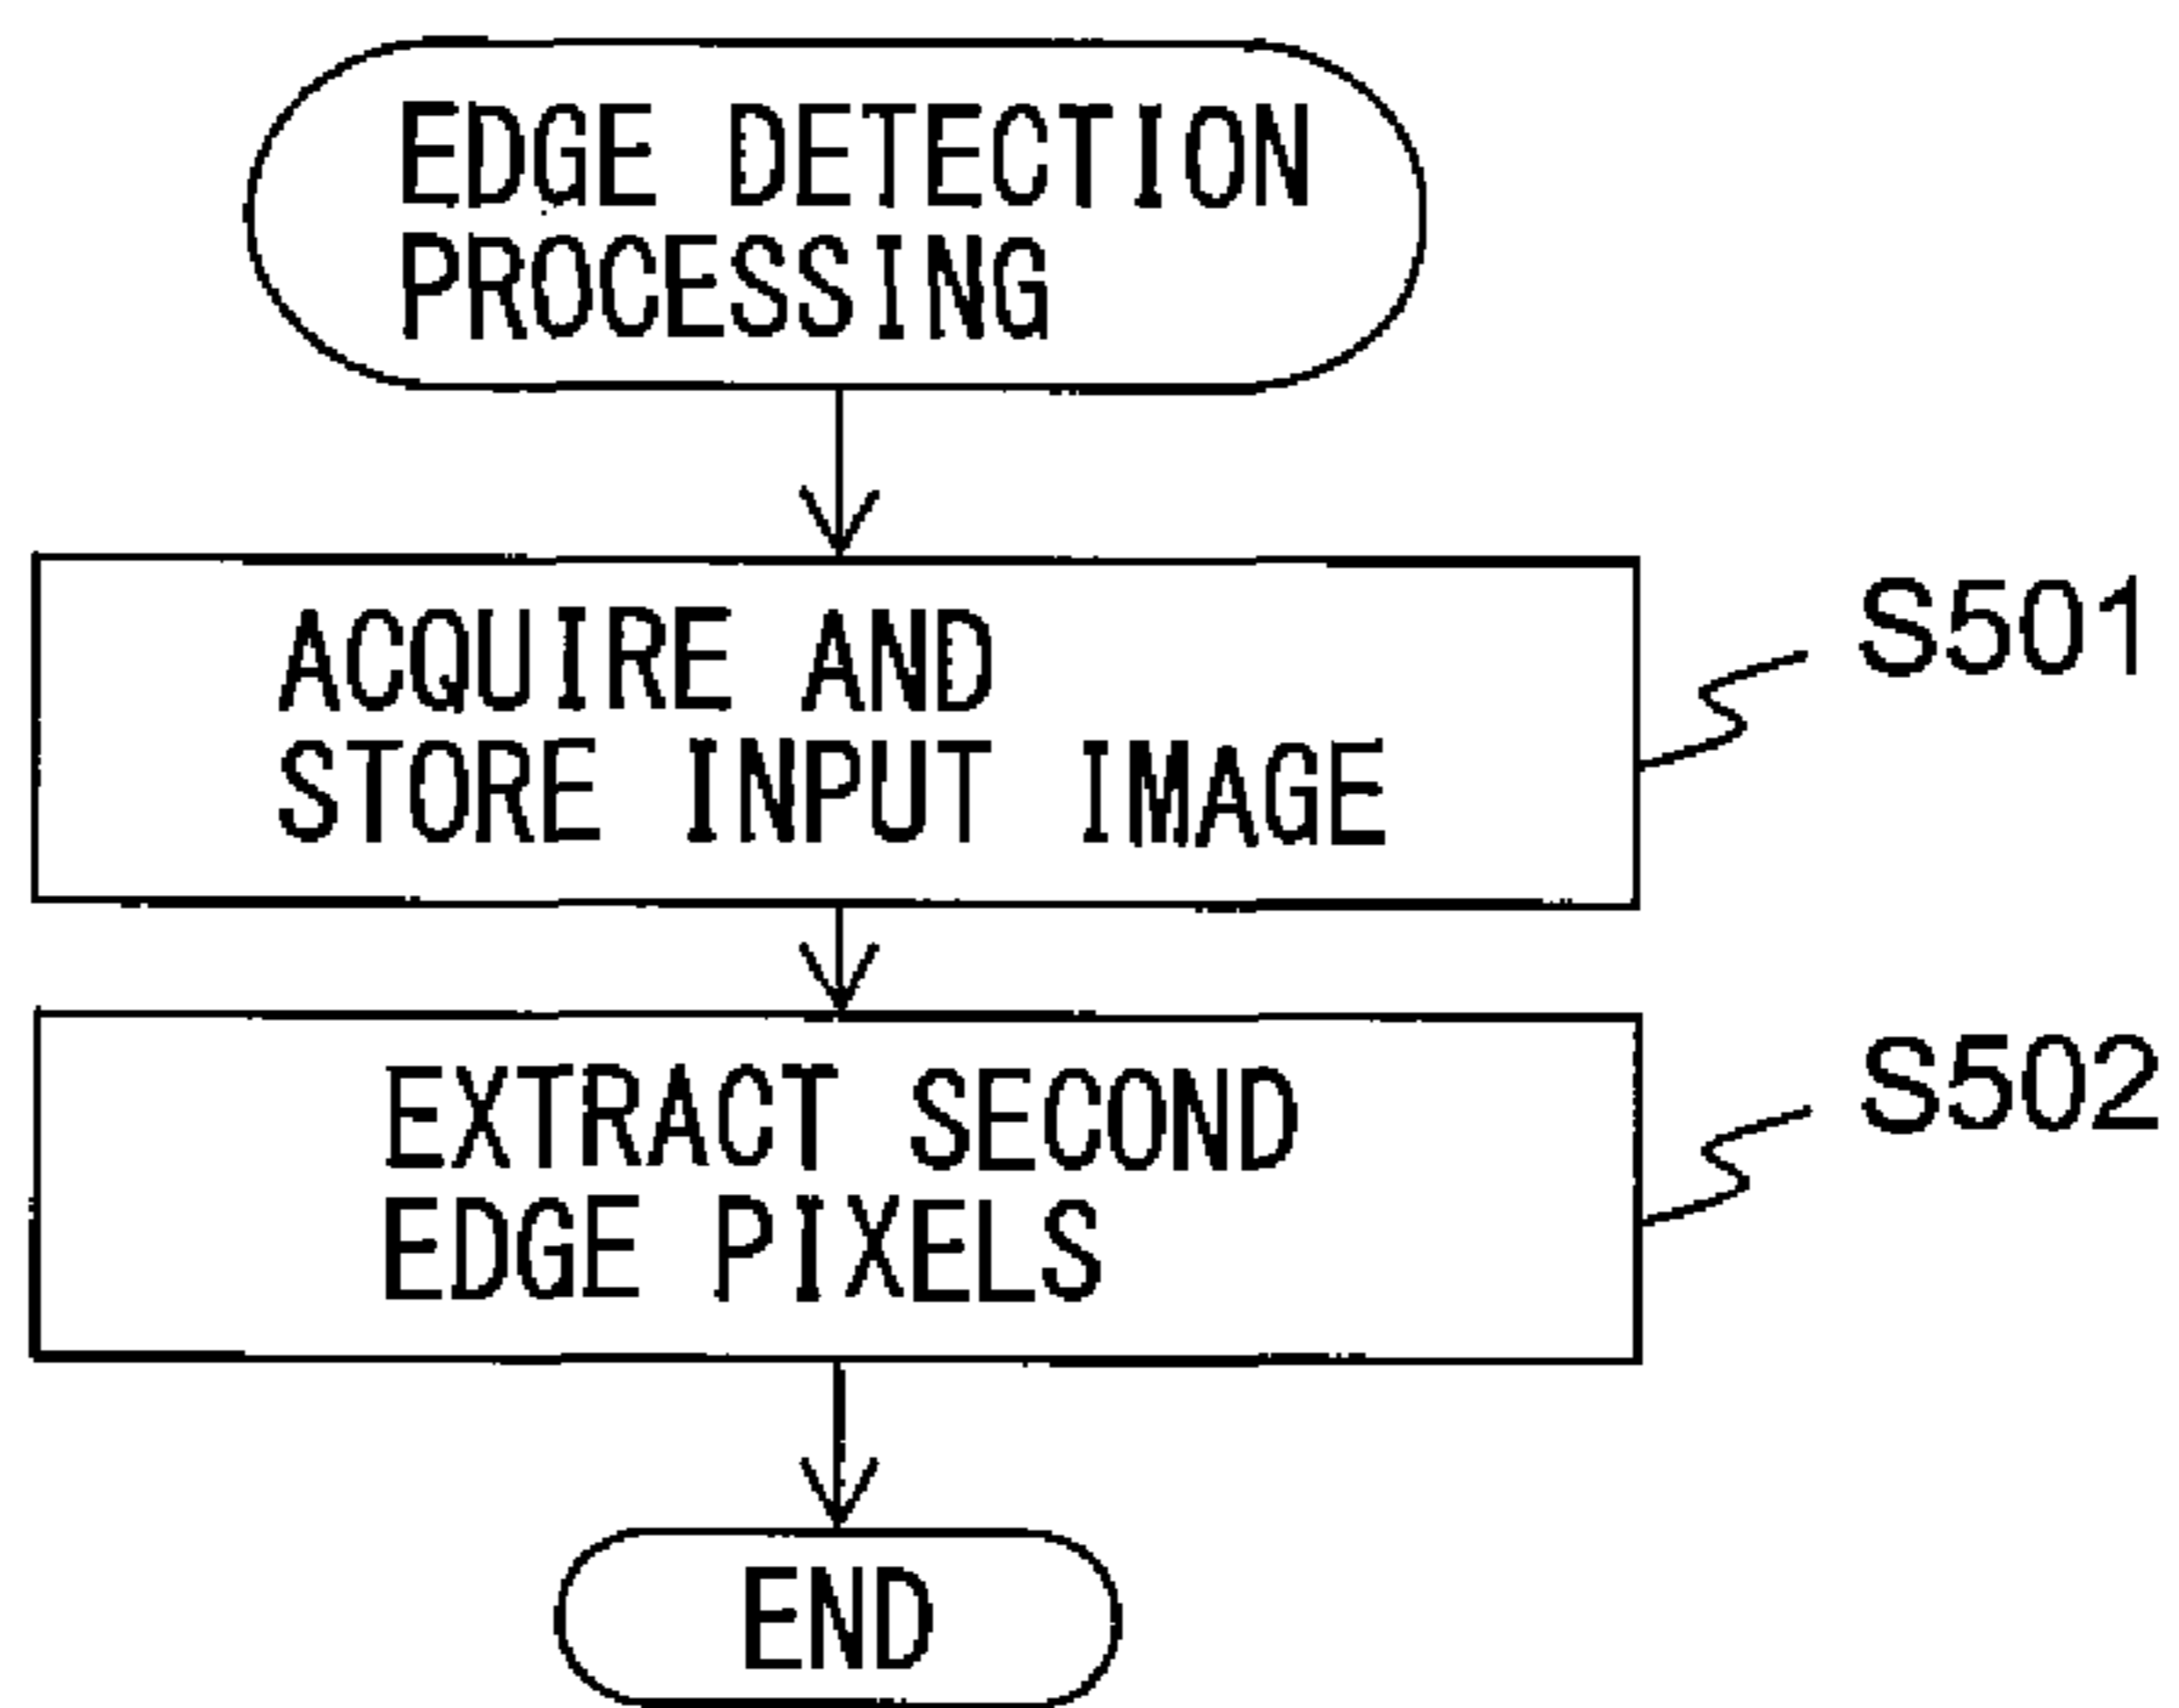 EDGE DETECTION
PROCESSING
ACQUIRE AND
STORE INPUT IMAGE
S501
EXTRACT SECOND
EDGE PIXELS
S502
END